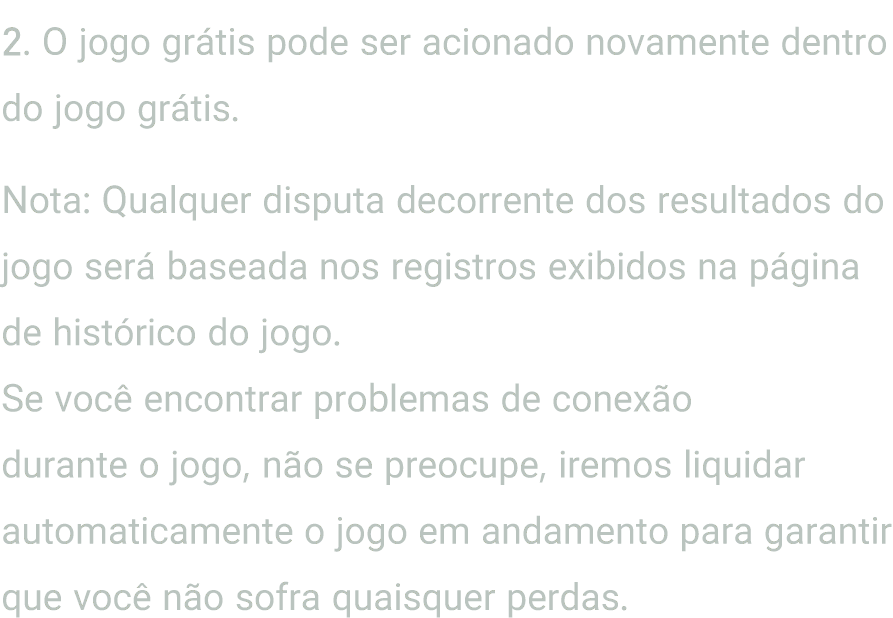 2. O jogo grátis pode ser acionado novamente dentro
do jogo grátis.
Nota: Qualquer disputa decorrente dos resultados do
jogo será baseada nos registros exibidos na página
de histórico do jogo.
Se você encontrar problemas de conexão
durante o jogo, não se preocupe, iremos liquidar
automaticamente o jogo em andamento para garantir
que você não sofra quaisquer perdas.